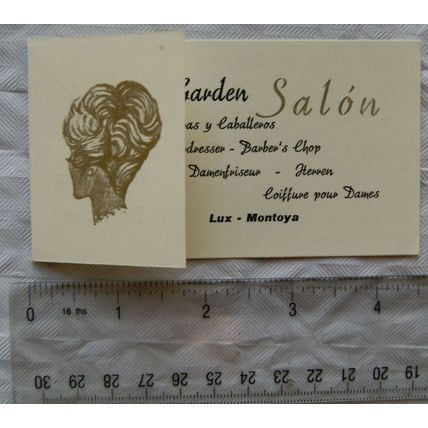 Garden Salón
as y Caballeros
dresser - Barber's Chop
Damenfriseur - Herren
Coiffure pour Dames
Lux - Montoya
0 16 ths 1 2 3 4
30 29 28 27 26 25 24 23 22 21 20 19